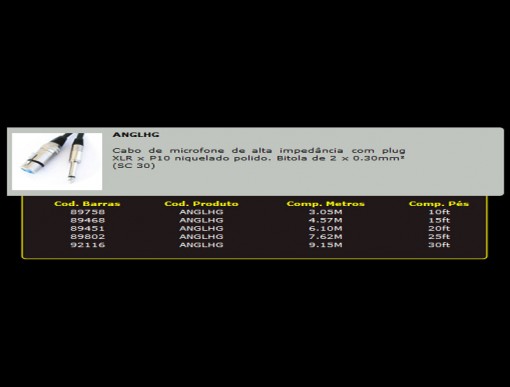 ANGLHG
Cabo de microfone de alta impedância com plug
XLR x P10 niquelado polido. Bitola de 2 x 0.30mm²
(SC 30)
Cod. Barras Cod. Produto Comp. Metros Comp. Pés
89758 ANGLHG 3.05M 10ft
89468 ANGLHG 4.57M 15ft
89451 ANGLHG 6.10M 20ft
89802 ANGLHG 7.62M 25ft
92116 ANGLHG 9.15M 30ft